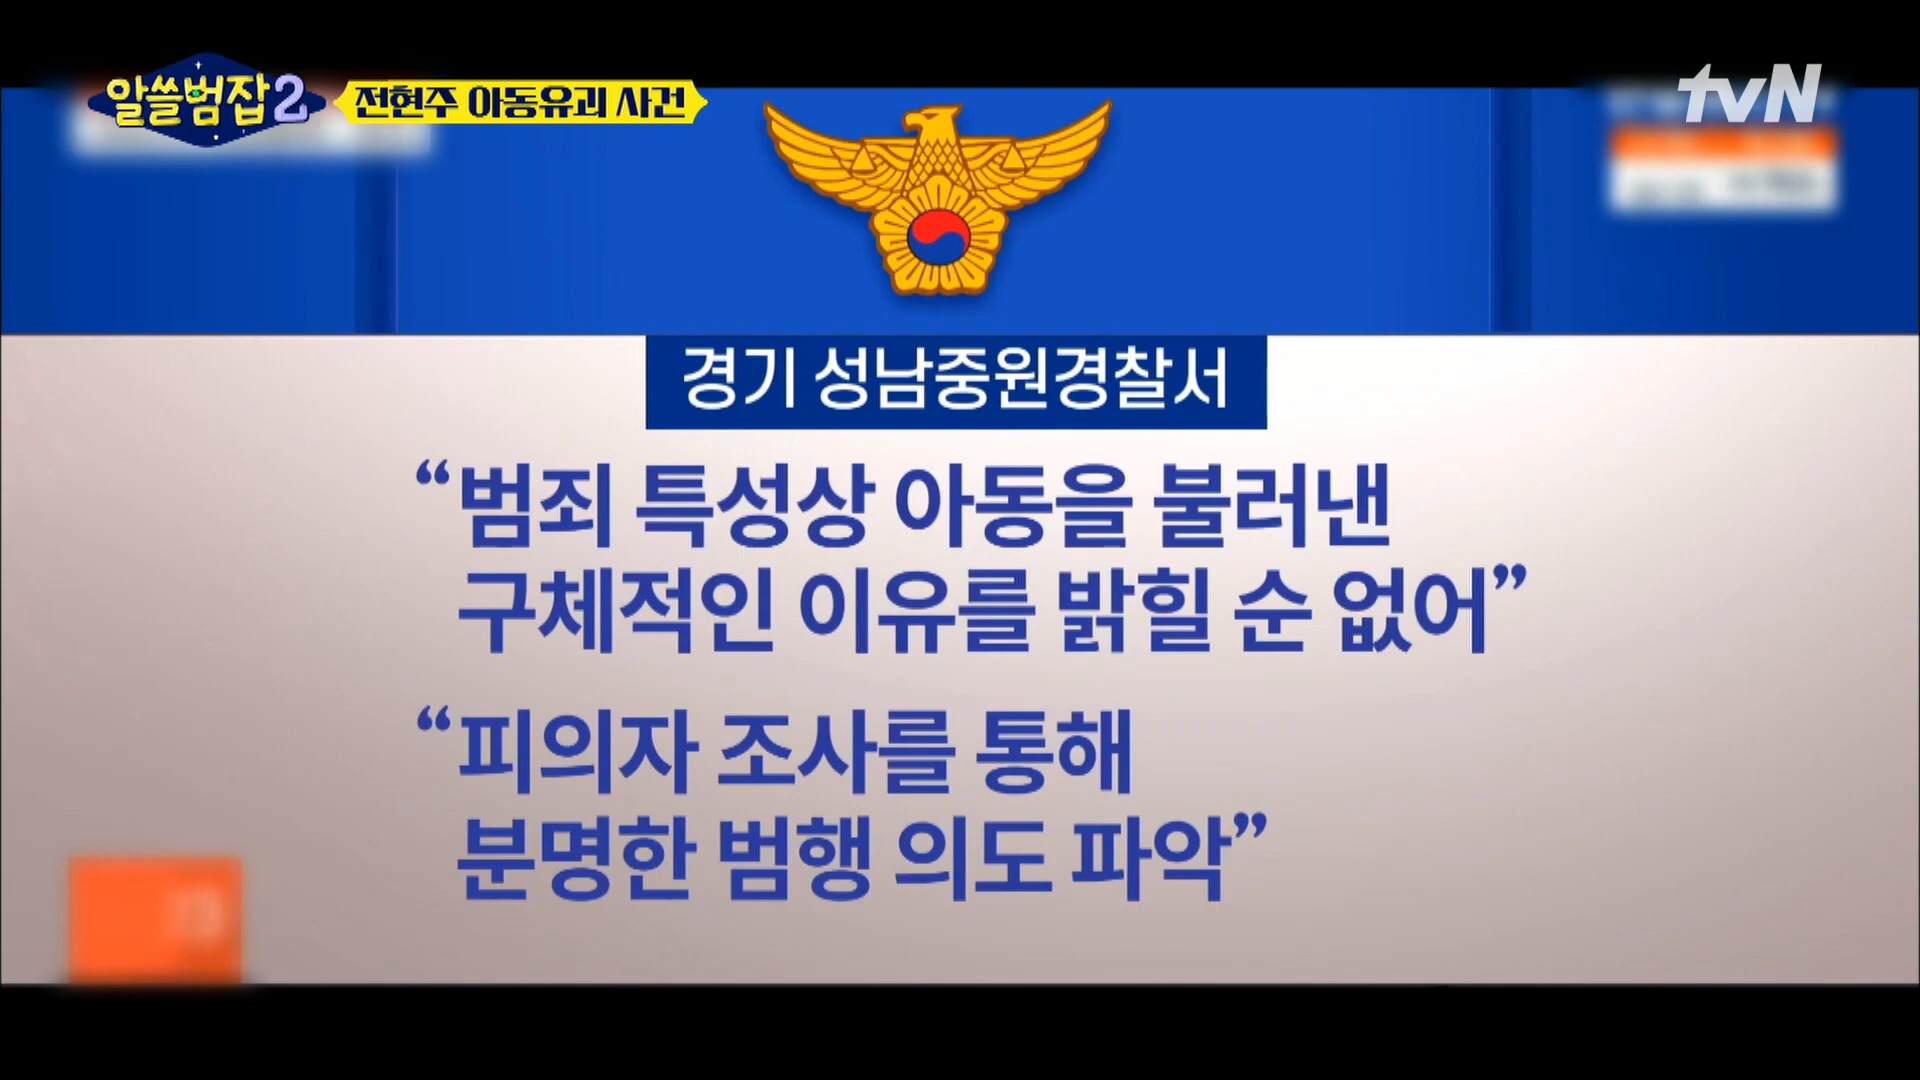 알쓸범잡2
전현주 아동유괴 사건
tvN
경기 성남중원경찰서
“범죄 특성상 아동을 불러낸
구체적인 이유를 밝힐 순 없어”
“피의자 조사를 통해
분명한 범행 의도 파악”